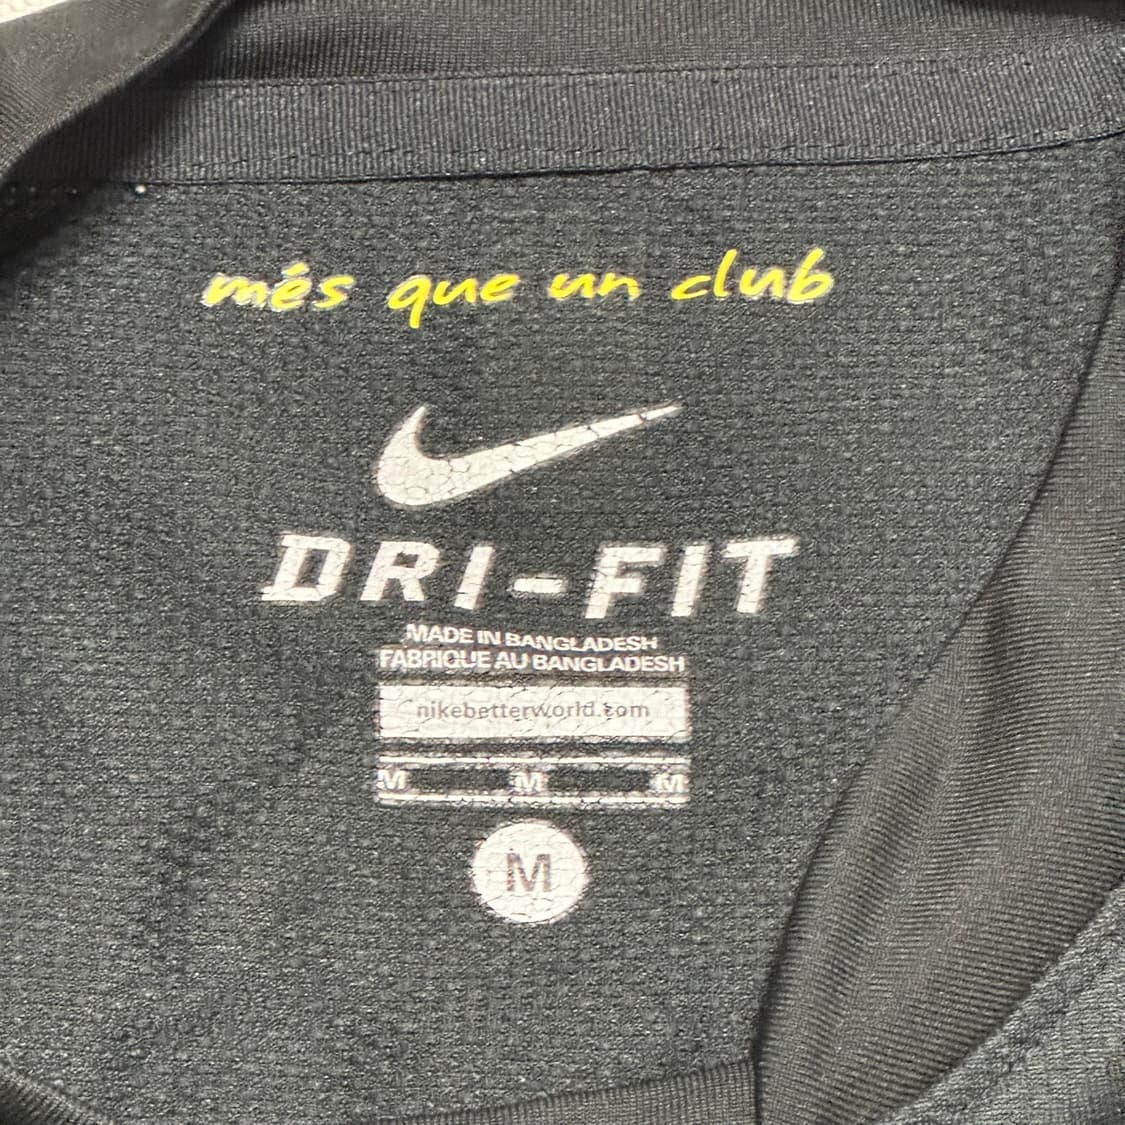 més que un club
DRI-FIT
MADE IN BANGLADESH
FABRIQUE AU BANGLADESH
nikebetterworld.com
M M M
M